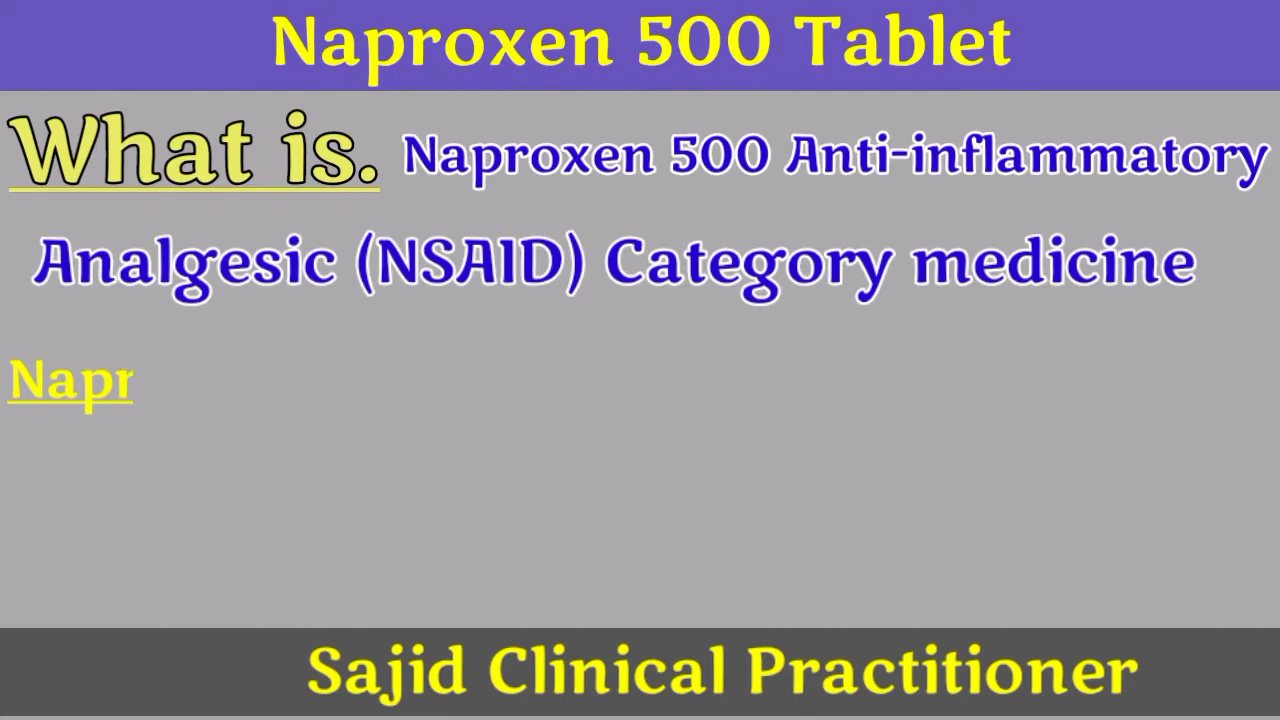 Naproxen 500 Tablet
What is. Naproxen 500 Anti-inflammatory
Analgesic (NSAID) Category medicine
Napr
Sajid Clinical Practitioner